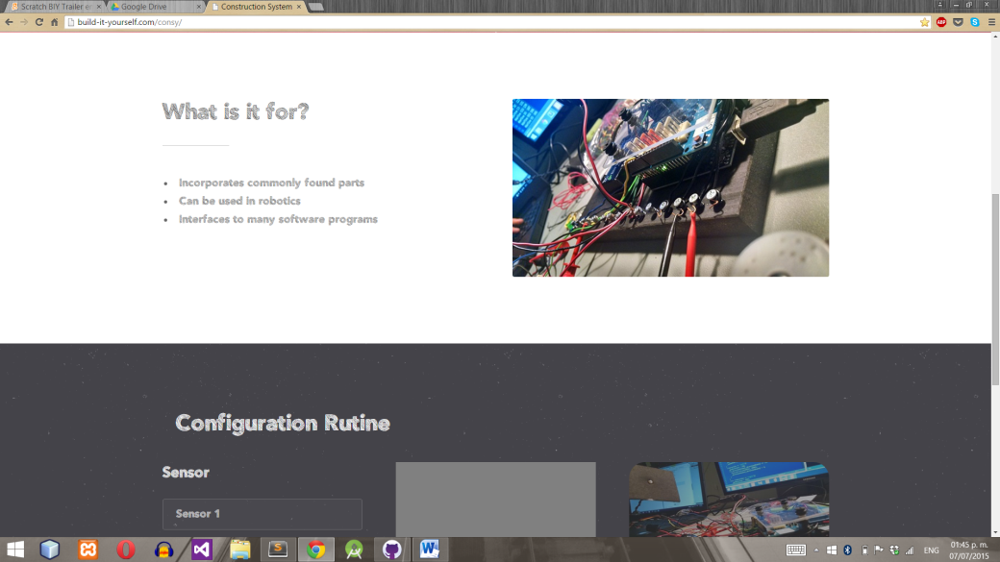 Scratch BIY Trailer e
Google Drive
Construction System
build-it-yourself.com/consy/
What is it for?
Incorporates commonly found parts
Can be used in robotics
Interfaces to many software programs
Configuration Rutine
Sensor
Sensor 1
ENG
01:45 p. m.
07/07/2015